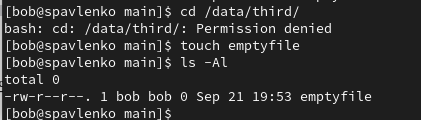 [bob@spavlenko main]$ cd /data/third/
bash: cd: /data/third/: Permission denied
[bob@spavlenko main]$ touch emptyfile
[bob@spavlenko main]$ ls -Al
total 0
-rw-r--r--. 1 bob bob 0 Sep 21 19:53 emptyfile
[bob@spavlenko main]$